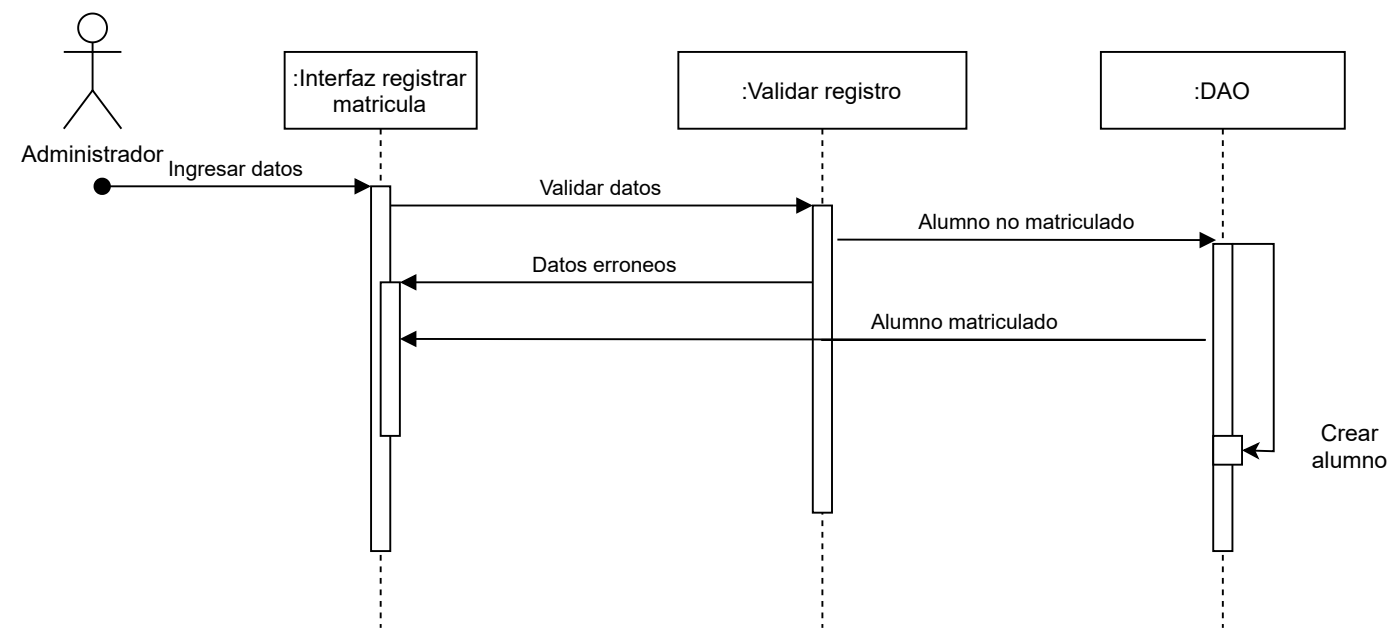 :Interfaz registrar
matricula
:Validar registro
:DAO
Administrador
Ingresar datos
Validar datos
Alumno no matriculado
Datos erroneos
Alumno matriculado
Crear
alumno